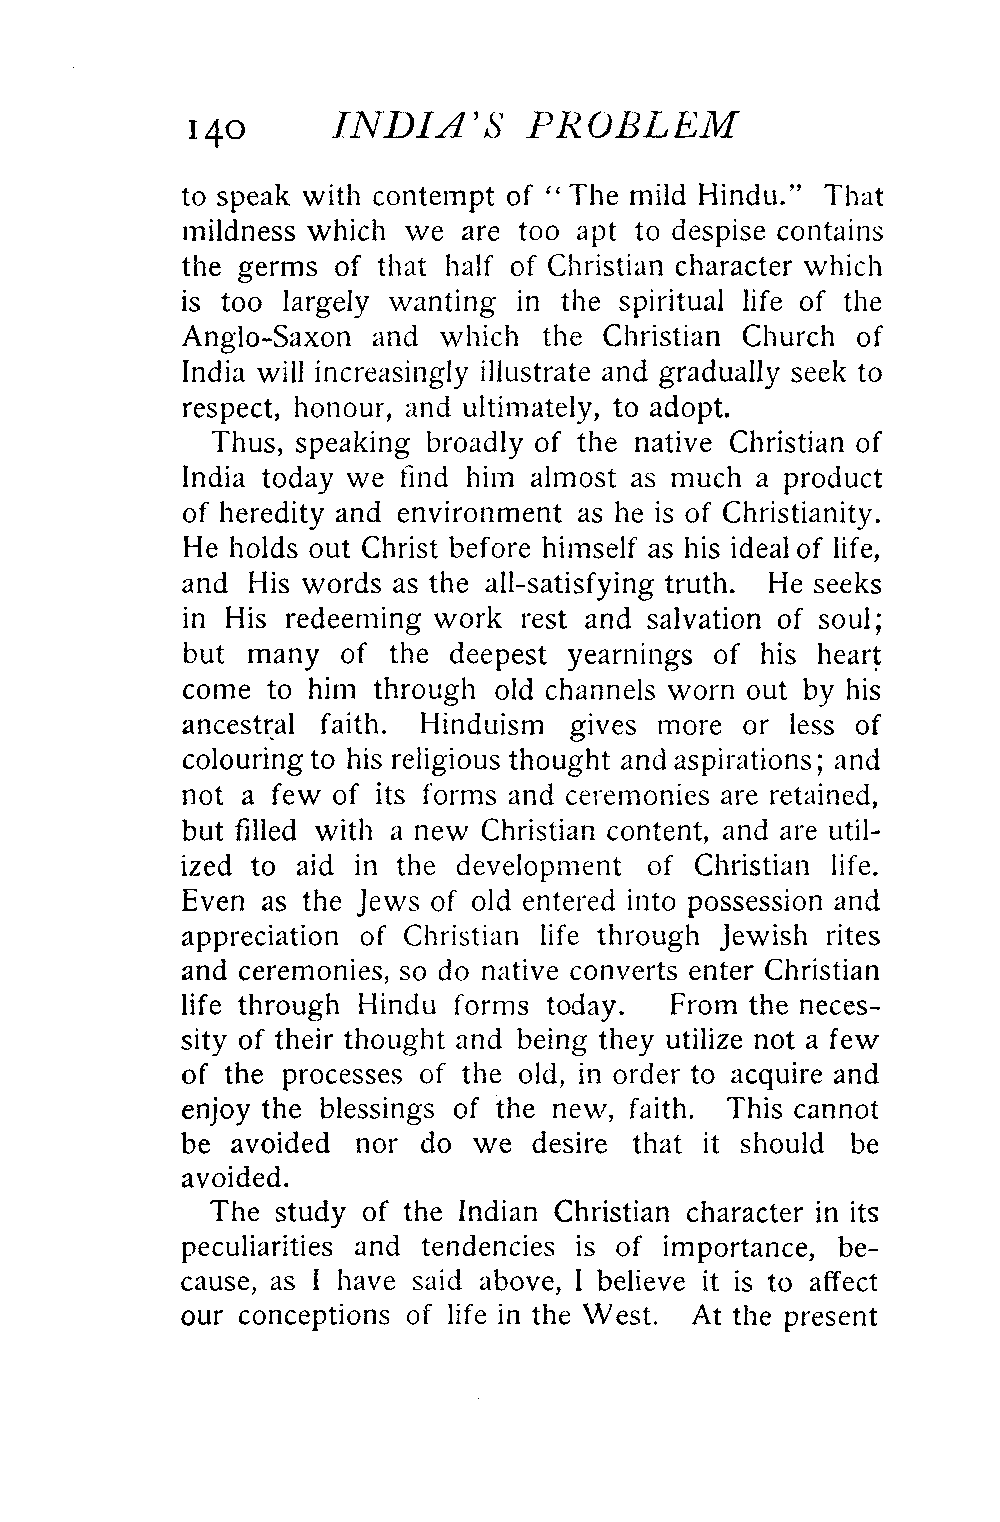 140 INDIA'S PROBLEM
to speak with contempt of “The mild Hindu.” That
mildness which we are too apt to despise contains
the germs of that half of Christian character which
is too largely wanting in the spiritual life of the
Anglo-Saxon and which the Christian Church of
India will increasingly illustrate and gradually seek to
respect, honour, and ultimately, to adopt.
Thus, speaking broadly of the native Christian of
India today we find him almost as much a product
of heredity and environment as he is of Christianity.
He holds out Christ before himself as his ideal of life,
and His words as the all-satisfying truth. He seeks
in His redeeming work rest and salvation of soul;
but many of the deepest yearnings of his heart
come to him through old channels worn out by his
ancestral faith. Hinduism gives more or less of
colouring to his religious thought and aspirations; and
not a few of its forms and ceremonies are retained,
but filled with a new Christian content, and are util-
ized to aid in the development of Christian life.
Even as the Jews of old entered into possession and
appreciation of Christian life through Jewish rites
and ceremonies, so do native converts enter Christian
life through Hindu forms today. From the neces-
sity of their thought and being they utilize not a few
of the processes of the old, in order to acquire and
enjoy the blessings of the new, faith. This cannot
be avoided nor do we desire that it should be
avoided.
The study of the Indian Christian character in its
peculiarities and tendencies is of importance, be-
cause, as I have said above, I believe it is to affect
our conceptions of life in the West. At the present